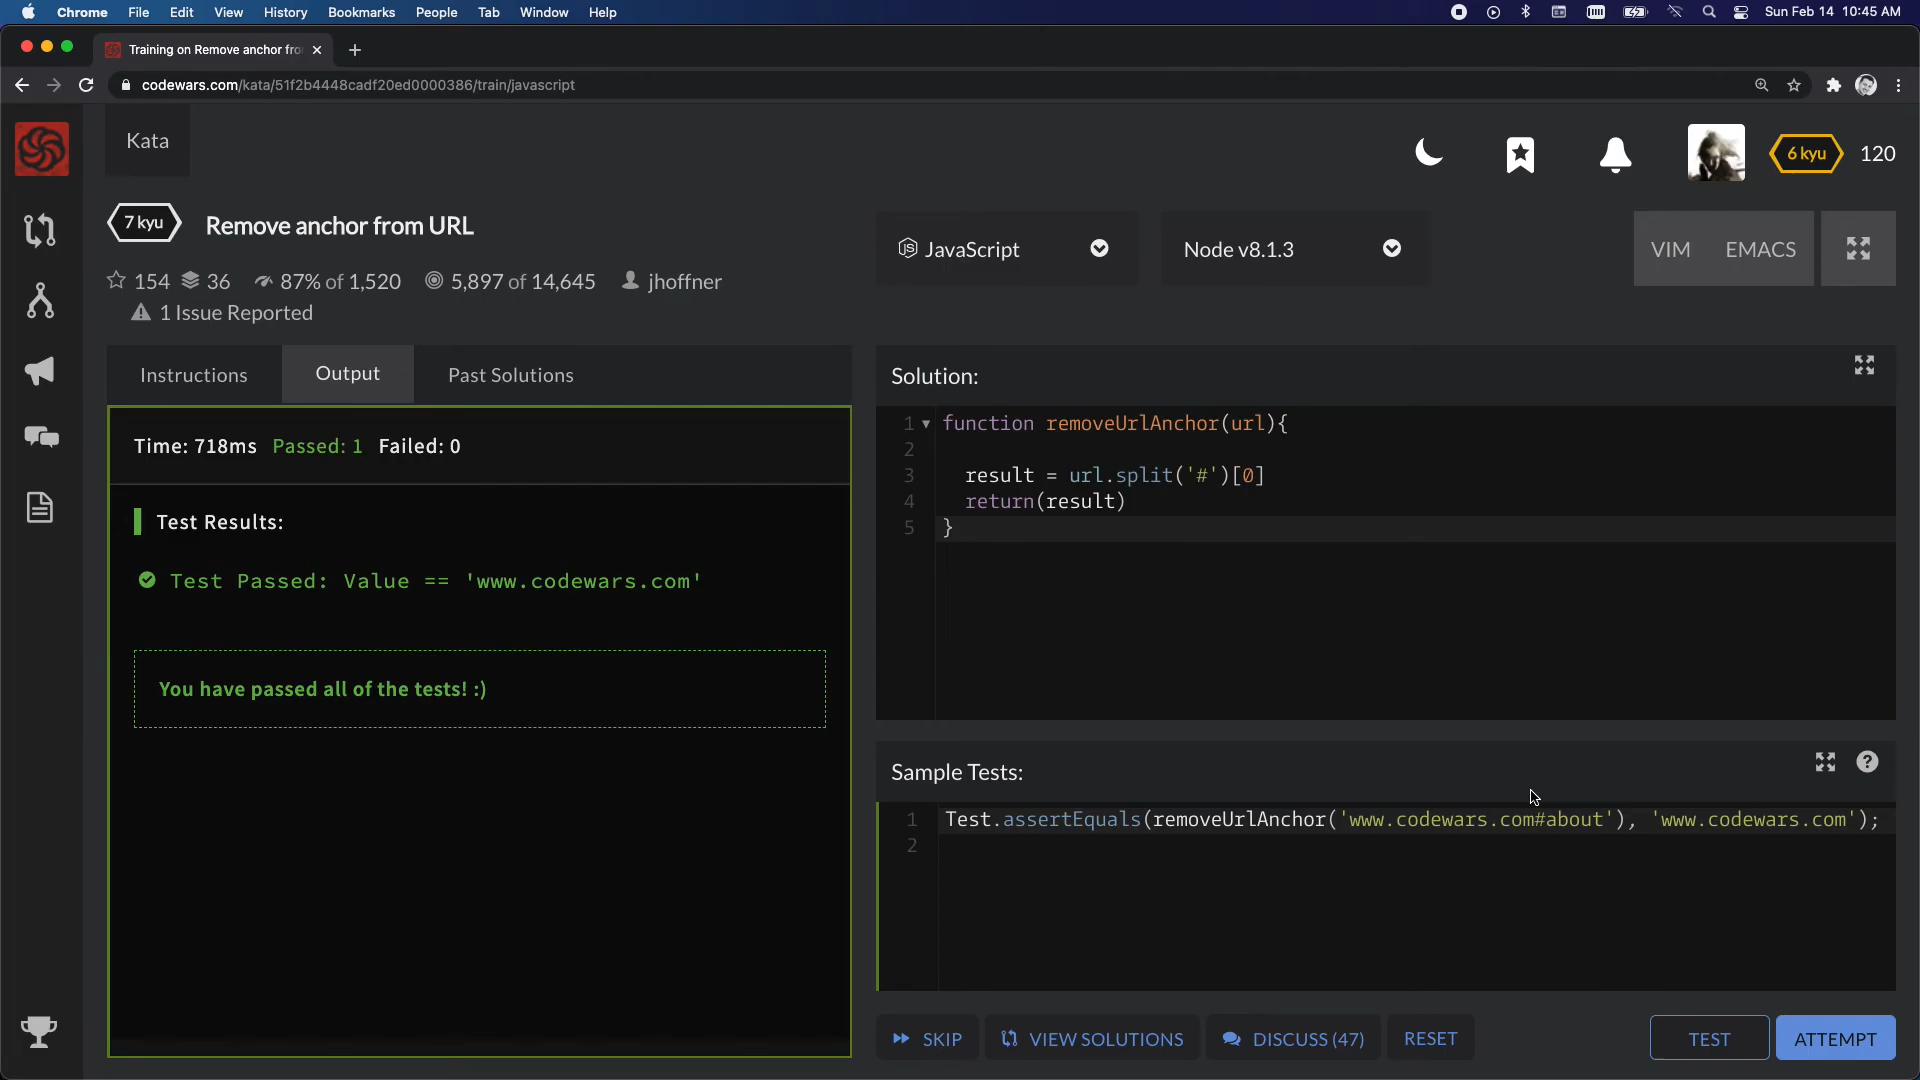 Chrome File Edit View History Bookmarks People Tab Window Help Sun Feb 14 10:45 AM
Training on Remove anchor fro
codewars.com/kata/51f2b4448cadf20ed0000386/train/javascript
Kata
6 kyu 120
7 kyu Remove anchor from URL
154 36 87% of 1,520 5,897 of 14,645 jhoffner
1 Issue Reported
JavaScript
Node v8.1.3
VIM EMACS
Instructions Output Past Solutions
Time: 718ms Passed: 1 Failed: 0
Test Results:
Test Passed: Value == 'www.codewars.com'
You have passed all of the tests! :)
Solution:
1 function removeUrlAnchor(url){
2
3 result = url.split('#')[0]
4 return(result)
5 }
Sample Tests:
1 Test.assertEquals(removeUrlAnchor('www.codewars.com#about'), 'www.codewars.com');
2
SKIP VIEW SOLUTIONS DISCUSS (47) RESET TEST ATTEMPT